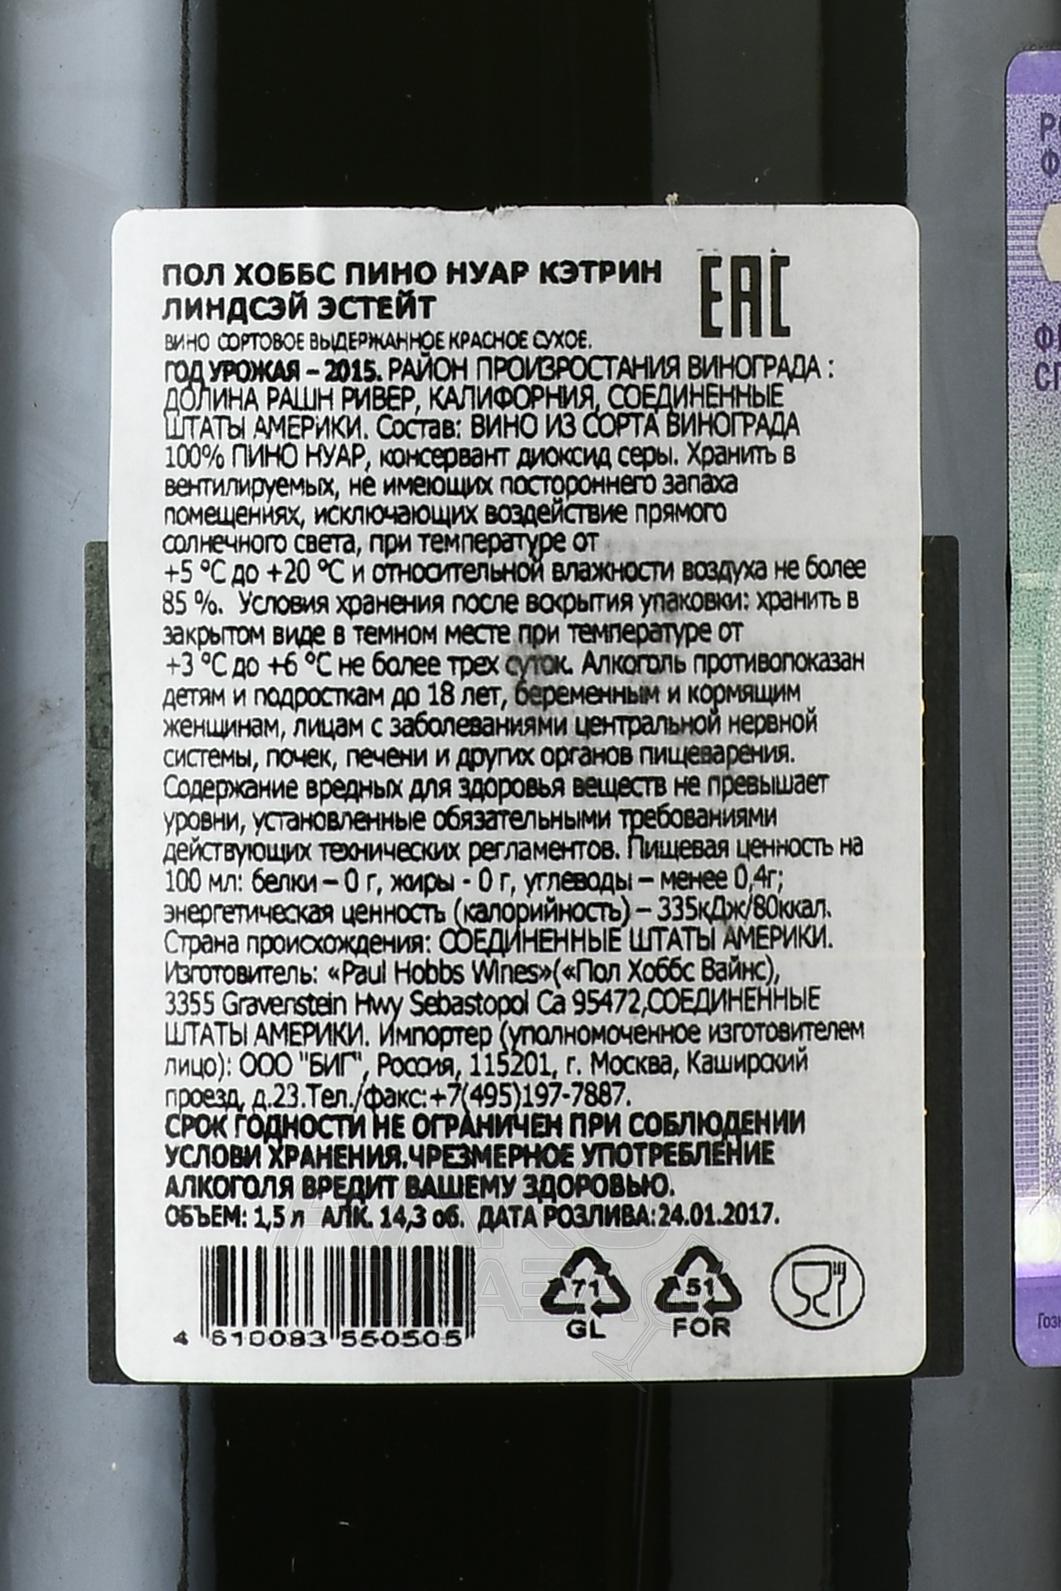 ПОЛ ХОББС ПИНО НУАР КЭТРИН
ЛИНДСЭЙ ЭСТЕЙТ
EAC
ВИНО СОРТОВОЕ ВЫДЕРЖАННОЕ КРАСНОЕ СУХОЕ.
ГОД УРОЖАЯ – 2015. РАЙОН ПРОИЗРОСТАНИЯ ВИНОГРАДА :
ДОЛИНА РАШН РИВЕР, КАЛИФОРНИЯ, СОЕДИНЕННЫЕ
ШТАТЫ АМЕРИКИ. Состав: ВИНО ИЗ СОРТА ВИНОГРАДА
100% ПИНО НУАР, консервант диоксид серы. Хранить в
вентилируемых, не имеющих постороннего запаха
помещениях, исключающих воздействие прямого
солнечного света, при температуре от
+5 °C до +20 °C и относительной влажности воздуха не более
85 %. Условия хранения после вскрытия упаковки: хранить в
закрытом виде в темном месте при температуре от
+3 °C до +6 °C не более трех суток. Алкоголь противопоказан
детям и подросткам до 18 лет, беременным и кормящим
женщинам, лицам с заболеваниями центральной нервной
системы, почек, печени и других органов пищеварения.
Содержание вредных для здоровья веществ не превышает
уровни, установленные обязательными требованиями
действующих технических регламентов. Пищевая ценность на
100 мл: белки – 0 г, жиры - 0 г, углеводы – менее 0,4г;
энергетическая ценность (калорийность) – 335кДж/80ккал.
Страна происхождения: СОЕДИНЕННЫЕ ШТАТЫ АМЕРИКИ.
Изготовитель: «Paul Hobbs Wines»(«Пол Хоббс Вайнс),
3355 Gravenstein Hwy Sebastopol Ca 95472,СОЕДИНЕННЫЕ
ШТАТЫ АМЕРИКИ. Импортер (уполномоченное изготовителем
лицо): ООО "БИГ", Россия, 115201, г. Москва, Каширский
проезд, д.23.Тел./факс:+7(495)197-7887.
СРОК ГОДНОСТИ НЕ ОГРАНИЧЕН ПРИ СОБЛЮДЕНИИ
УСЛОВИ ХРАНЕНИЯ.ЧРЕЗМЕРНОЕ УПОТРЕБЛЕНИЕ
АЛКОГОЛЯ ВРЕДИТ ВАШЕМУ ЗДОРОВЬЮ.
ОБЪЕМ: 1,5 л АЛК. 14,3 об. ДАТА РОЗЛИВА:24.01.2017.
4 610083 550505
71
GL
51
FOR